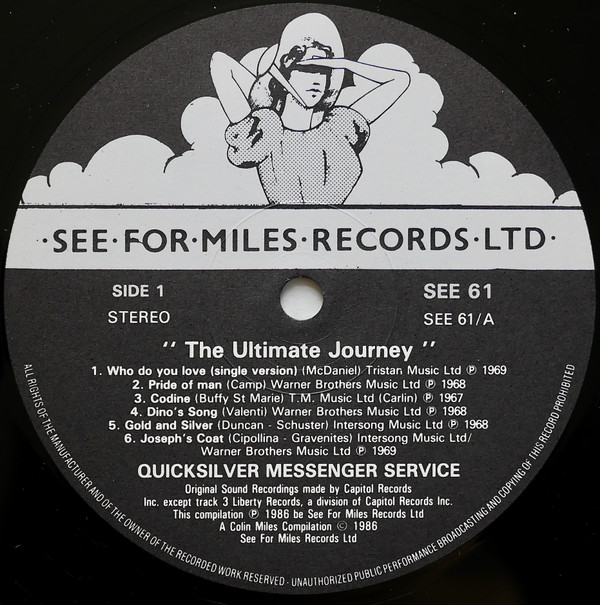 ·SEE·FOR·MILES·RECORDS·LTD·
SIDE 1
SEE 61
STEREO
SEE 61/A
" The Ultimate Journey "
1. Who do you love (single version) (McDaniel) Tristan Music Ltd Ⓟ 1969
2. Pride of man (Camp) Warner Brothers Music Ltd Ⓟ 1968
3. Codine (Buffy St Marie) T.M. Music Ltd (Carlin) Ⓟ 1967
4. Dino's Song (Valenti) Warner Brothers Music Ltd Ⓟ 1968
5. Gold and Silver (Duncan - Schuster) Intersong Music Ltd Ⓟ 1968
6. Joseph's Coat (Cipollina - Gravenites) Intersong Music Ltd/
Warner Brothers Music Ltd Ⓟ 1969
QUICKSILVER MESSENGER SERVICE
Original Sound Recordings made by Capitol Records
Inc. except track 3 Liberty Records, a division of Capitol Records Inc.
This compilation Ⓟ 1986 be See For Miles Records Ltd
A Colin Miles Compilation © 1986
See For Miles Records Ltd
ALL RIGHTS OF THE MANUFACTURER AND OF THE OWNER OF THE RECORDED WORK RESERVED · UNAUTHORIZED PUBLIC PERFORMANCE BROADCASTING AND COPYING OF THIS RECORD PROHIBITED